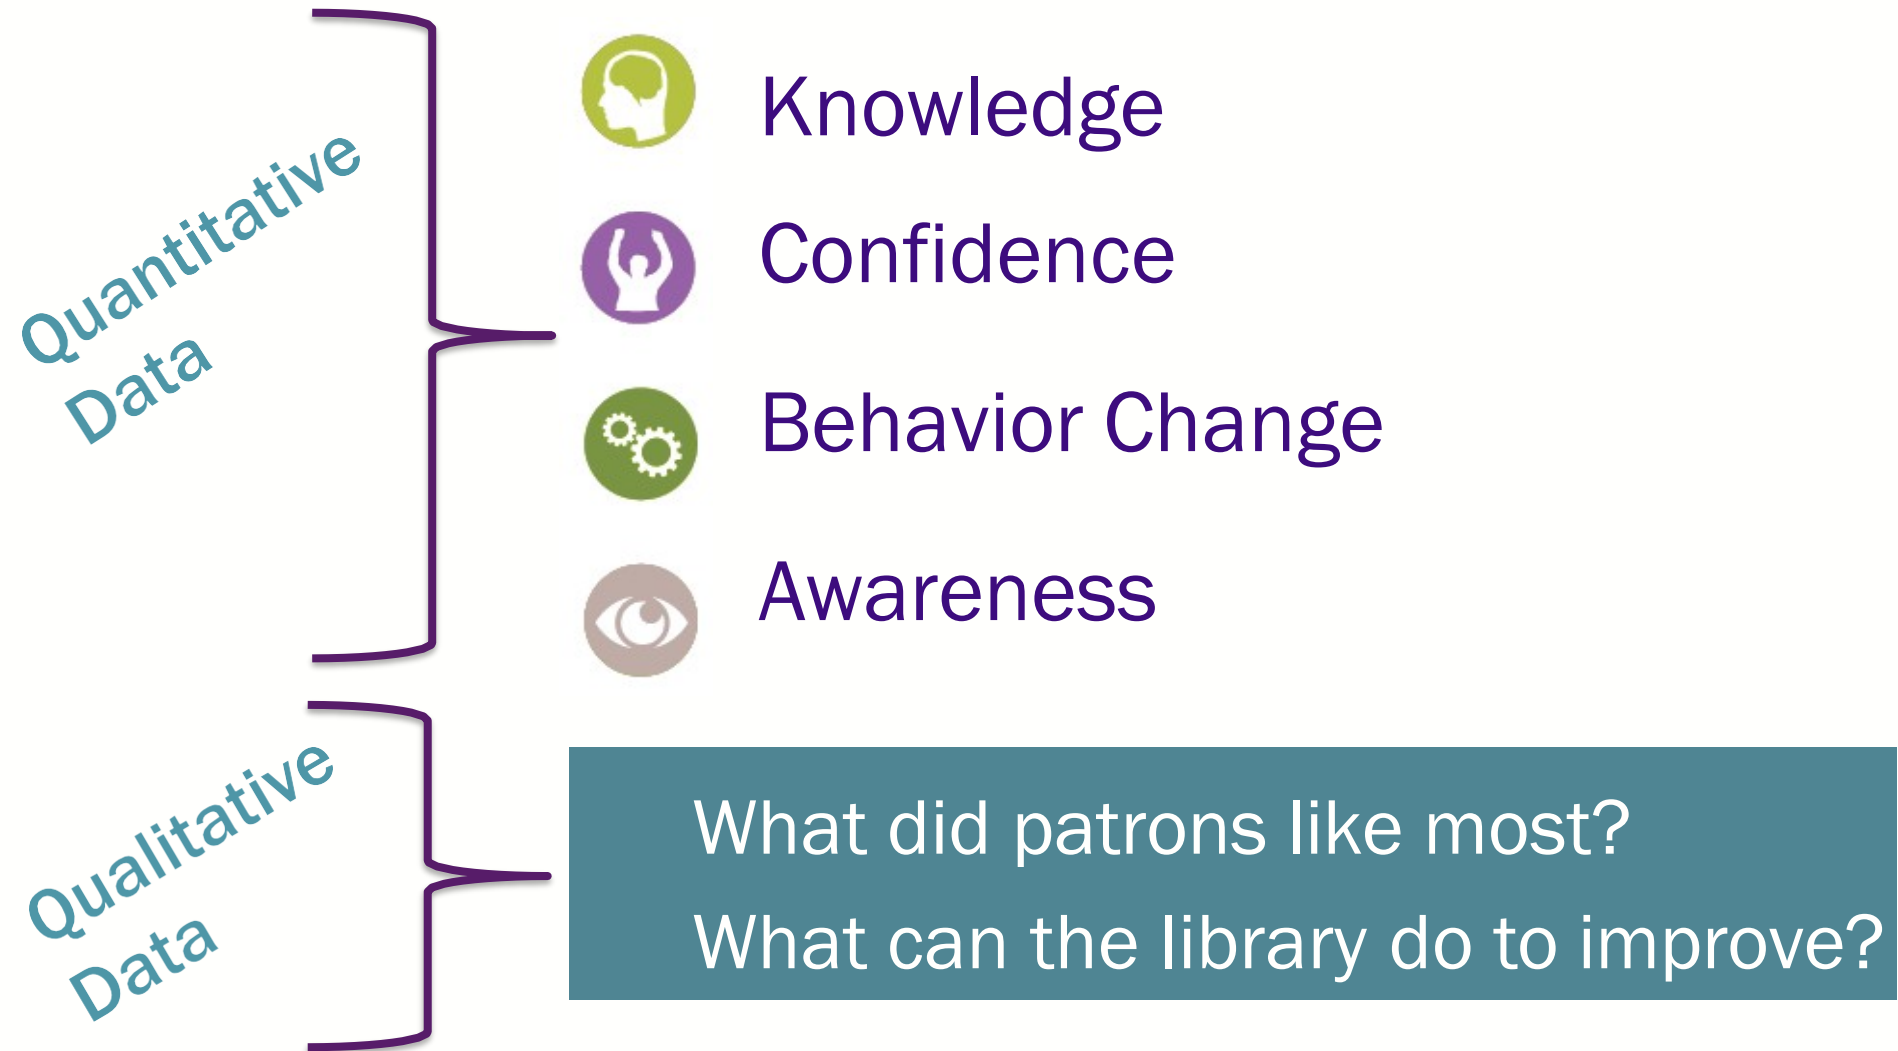 Quantitative
Data
Knowledge
Confidence
Behavior Change
Awareness
Qualitative
Data
What did patrons like most?
What can the library do to improve?